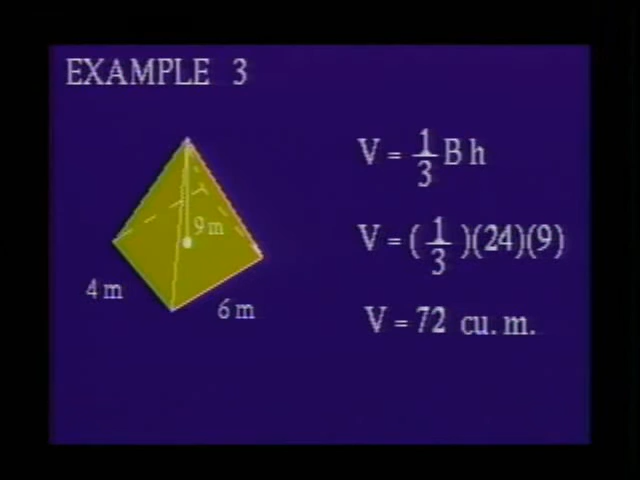 EXAMPLE 3
V = 1/3 B h
9 m
V = (1/3)(24)(9)
4 m
6 m
V = 72 cu. m.